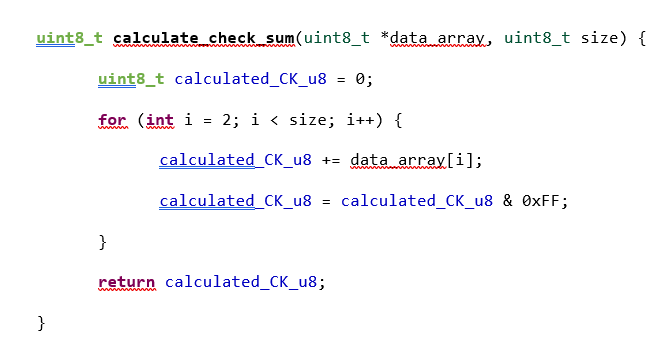 uint8_t calculate_check_sum(uint8_t *data_array, uint8_t size) {
uint8_t calculated_CK_u8 = 0;
for (int i = 2; i < size; i++) {
calculated_CK_u8 += data_array[i];
calculated_CK_u8 = calculated_CK_u8 & 0xFF;
}
return calculated_CK_u8;
}